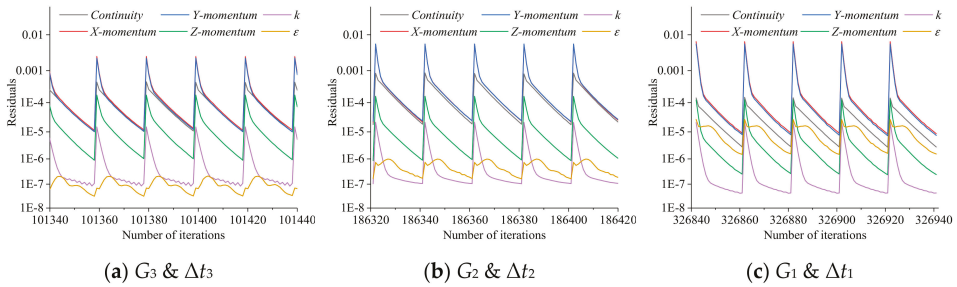 Continuity Y-momentum k
X-momentum Z-momentum ε
0.01
0.001
1E-4
1E-5
1E-6
1E-7
1E-8
Residuals
101340 101360 101380 101400 101420 101440
Number of iterations
(a) G3 & Δt3
Continuity Y-momentum k
X-momentum Z-momentum ε
0.01
0.001
1E-4
1E-5
1E-6
1E-7
1E-8
Residuals
186320 186340 186360 186380 186400 186420
Number of iterations
(b) G2 & Δt2
Continuity Y-momentum k
X-momentum Z-momentum ε
0.01
0.001
1E-4
1E-5
1E-6
1E-7
1E-8
Residuals
326840 326860 326880 326900 326920 326940
Number of iterations
(c) G1 & Δt1